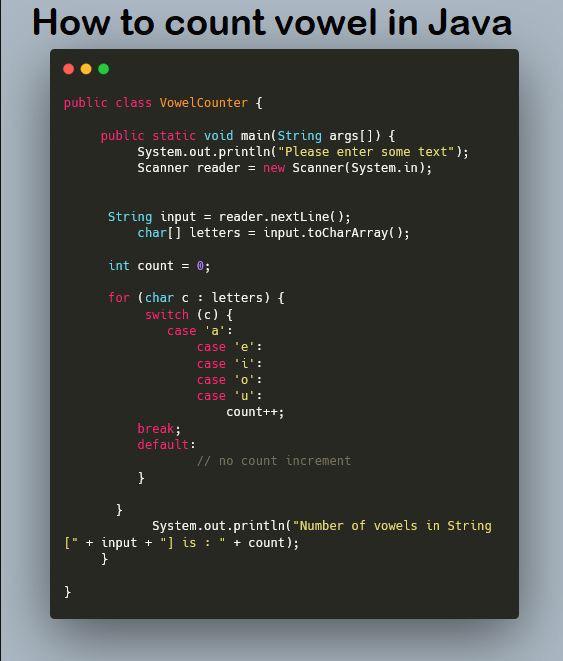 How to count vowel in Java
public class VowelCounter {
public static void main(String args[]) {
System.out.println("Please enter some text");
Scanner reader = new Scanner(System.in);
String input = reader.nextLine();
char[] letters = input.toCharArray();
int count = 0;
for (char c : letters) {
switch (c) {
case 'a':
case 'e':
case 'i':
case 'o':
case 'u':
count++;
break;
default:
// no count increment
}
}
System.out.println("Number of vowels in String
[" + input + "] is : " + count);
}
}